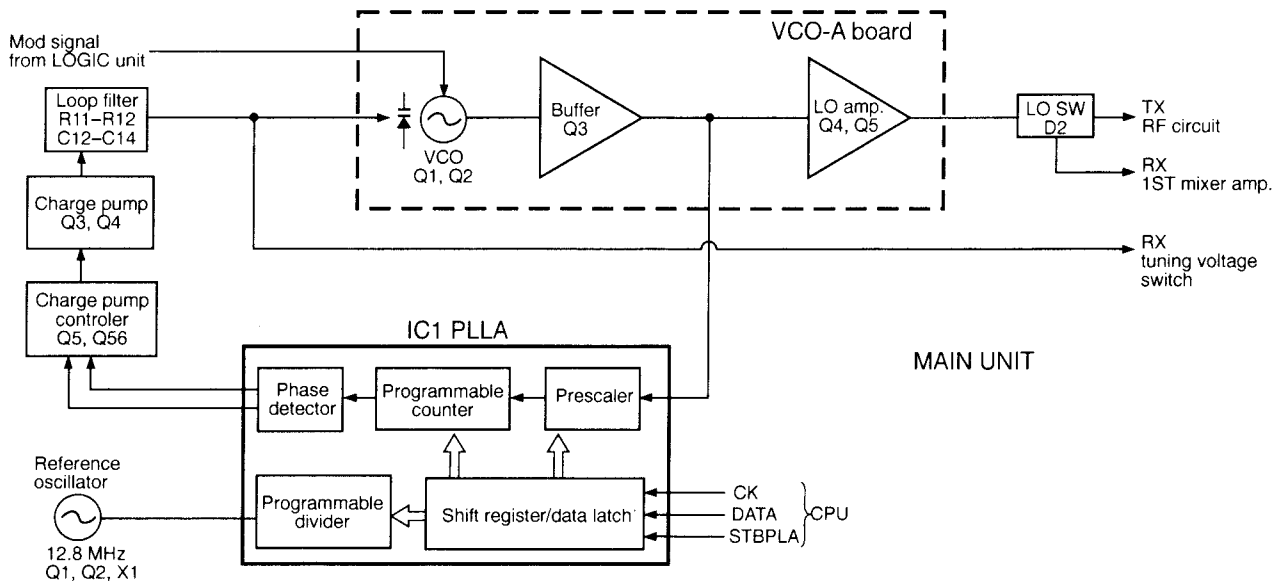 VCO-A board
Mod signal
from LOGIC unit
Loop filter
R11–R12
C12–C14
Buffer
Q3
LO amp.
Q4, Q5
LO SW
D2
TX
RF circuit
VCO
Q1, Q2
RX
1ST mixer amp.
Charge pump
Q3, Q4
RX
tuning voltage
switch
Charge pump
controler
Q5, Q56
IC1 PLLA
MAIN UNIT
Phase
detector
Programmable
counter
Prescaler
Reference
oscillator
12.8 MHz
Q1, Q2, X1
Programmable
divider
Shift register/data latch
CK
DATA
STBPLA
CPU